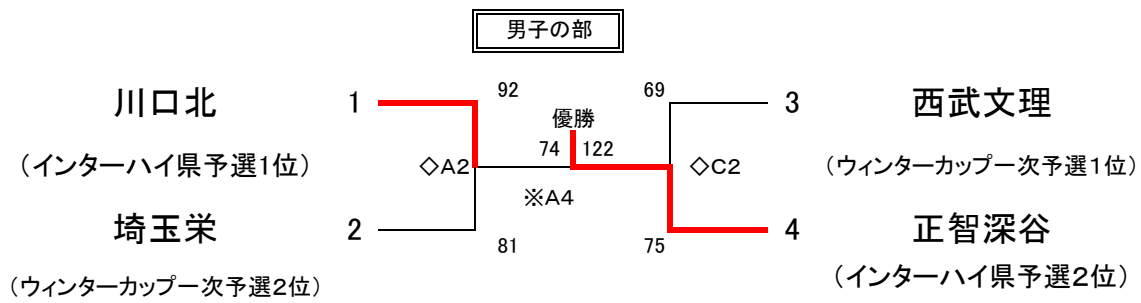 男子の部
92 69
川口北 1 3 西武文理
優勝
74 122
(インターハイ県予選1位) ◇A2 ◇C2 (ウィンターカップ一次予選1位)
※A4
埼玉栄 2 4 正智深谷
81 75
(ウィンターカップ一次予選2位) (インターハイ県予選2位)